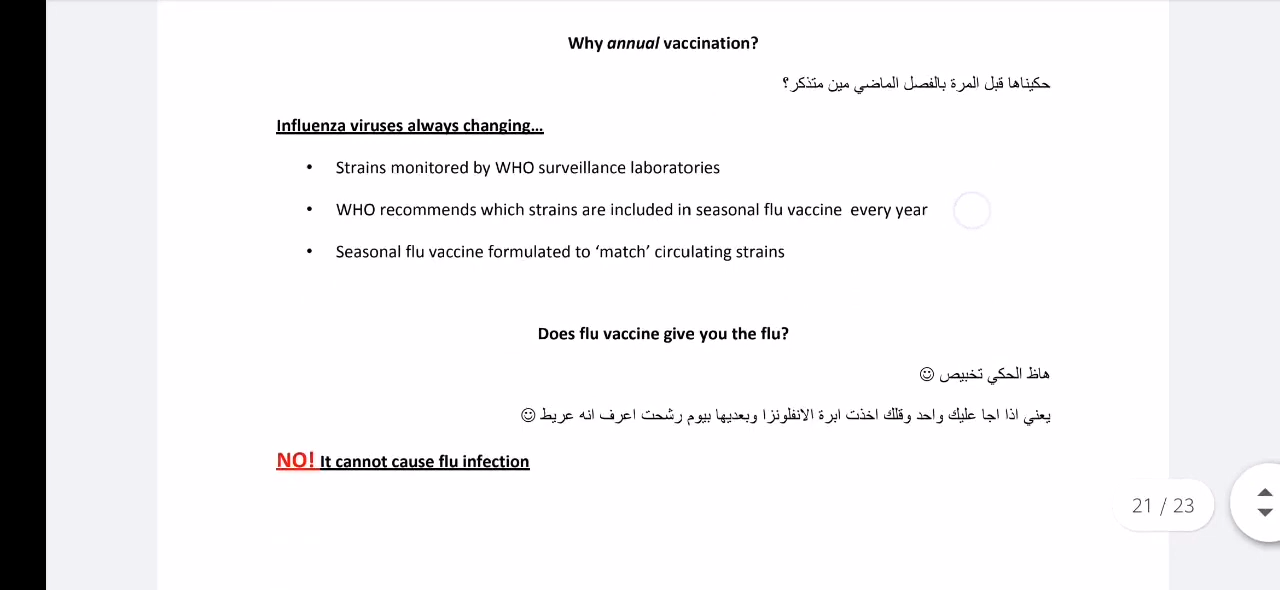 Why annual vaccination?
حكيناها قبل المرة بالفصل الماضي مين متذكر؟
Influenza viruses always changing...
• Strains monitored by WHO surveillance laboratories
• WHO recommends which strains are included in seasonal flu vaccine every year
• Seasonal flu vaccine formulated to ‘match’ circulating strains
Does flu vaccine give you the flu?
هاظ الحكي تخبيص ☺
يعني اذا اجا عليك واحد وقلك اخذت ابرة الانفلونزا وبعديها بيوم رشحت اعرف انه عريط ☺
NO! It cannot cause flu infection
21 / 23